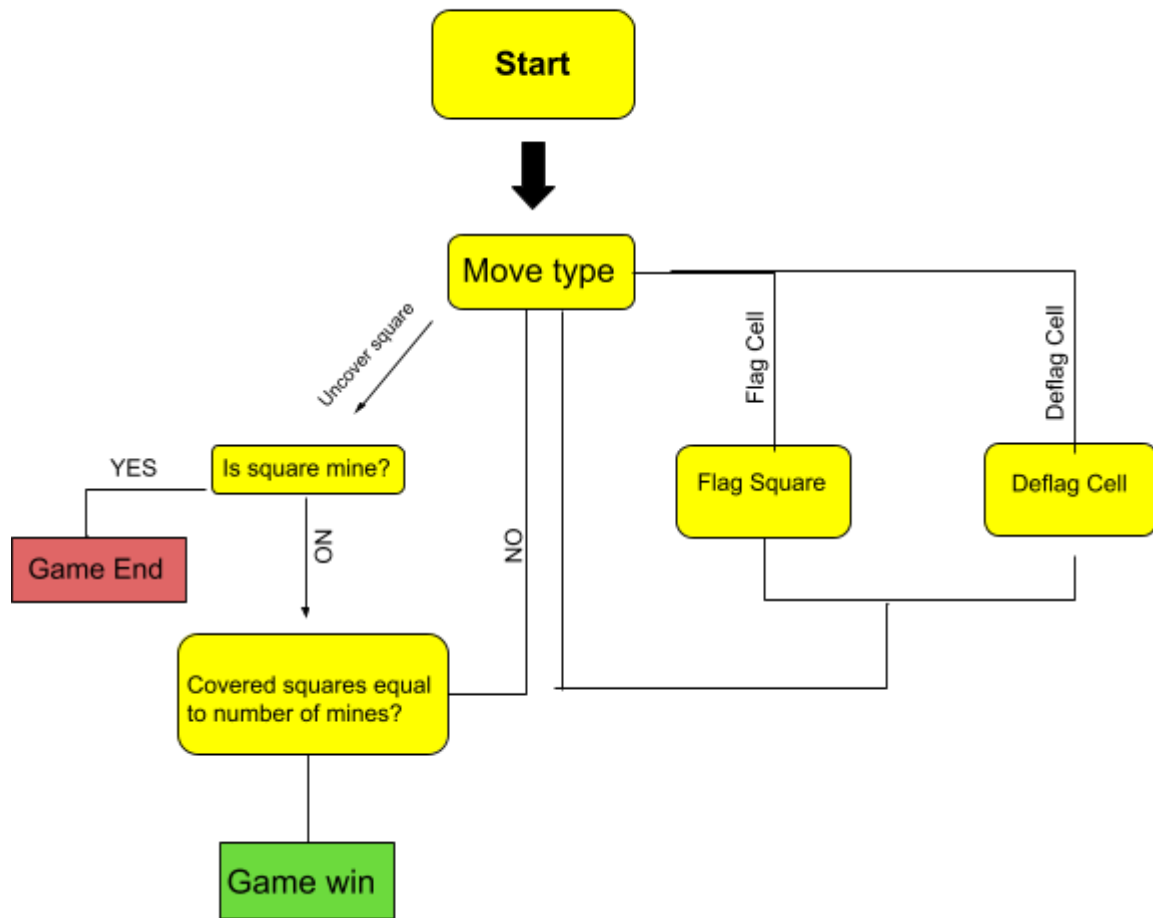 Start
Move type
Uncover square
Flag Cell
Deflag Cell
YES
Is square mine?
Flag Square
Deflag Cell
Game End
NO
NO
Covered squares equal
to number of mines?
Game win